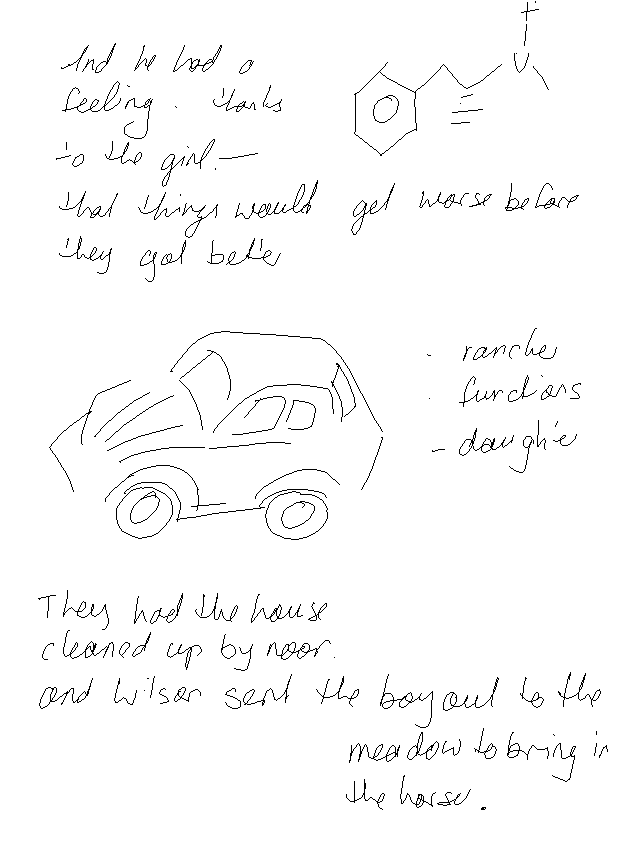 And he had a
feeling. thanks
to the girl.—
that things would get worse before
they got better
. rancher
. functions
- daughter
They had the house
cleaned up by noon.
and Wilson sent the boy out to the
meadow to bring in
the horse.